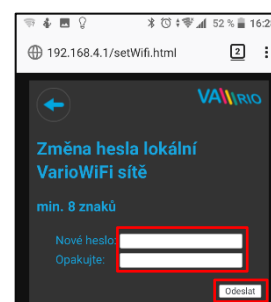 52 % 16:2
192.168.4.1/setWifi.html 2
VARIO
Změna hesla lokální
VarioWiFi sítě
min. 8 znaků
Nové heslo:
Opakujte:
Odeslat